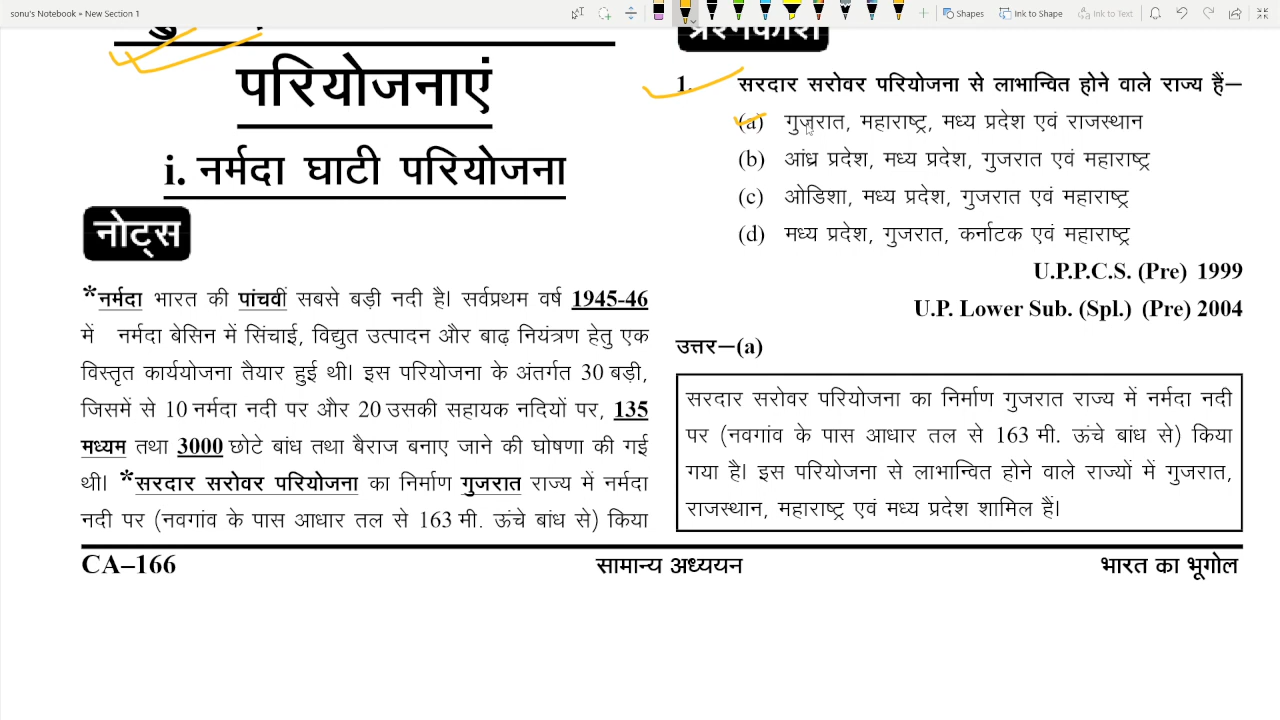 sonu's Notebook » New Section 1
Shapes
Ink to Shape
Ink to Text
परियोजनाएं
i. नर्मदा घाटी परियोजना
नोट्स
*नर्मदा भारत की पांचवीं सबसे बड़ी नदी है। सर्वप्रथम वर्ष 1945-46
में नर्मदा बेसिन में सिंचाई, विद्युत उत्पादन और बाढ़ नियंत्रण हेतु एक
विस्तृत कार्ययोजना तैयार हुई थी। इस परियोजना के अंतर्गत 30 बड़ी,
जिसमें से 10 नर्मदा नदी पर और 20 उसकी सहायक नदियों पर, 135
मध्यम तथा 3000 छोटे बांध तथा बैराज बनाए जाने की घोषणा की गई
थी। *सरदार सरोवर परियोजना का निर्माण गुजरात राज्य में नर्मदा
नदी पर (नवगांव के पास आधार तल से 163 मी. ऊंचे बांध से) किया
प्रश्नकोश
1. सरदार सरोवर परियोजना से लाभान्वित होने वाले राज्य हैं–
(a) गुजरात, महाराष्ट्र, मध्य प्रदेश एवं राजस्थान
(b) आंध्र प्रदेश, मध्य प्रदेश, गुजरात एवं महाराष्ट्र
(c) ओडिशा, मध्य प्रदेश, गुजरात एवं महाराष्ट्र
(d) मध्य प्रदेश, गुजरात, कर्नाटक एवं महाराष्ट्र
U.P.P.C.S. (Pre) 1999
U.P. Lower Sub. (Spl.) (Pre) 2004
उत्तर–(a)
सरदार सरोवर परियोजना का निर्माण गुजरात राज्य में नर्मदा नदी
पर (नवगांव के पास आधार तल से 163 मी. ऊंचे बांध से) किया
गया है। इस परियोजना से लाभान्वित होने वाले राज्यों में गुजरात,
राजस्थान, महाराष्ट्र एवं मध्य प्रदेश शामिल हैं।
CA–166
सामान्य अध्ययन
भारत का भूगोल